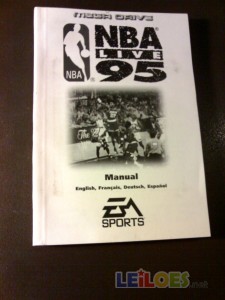 MEGA DRIVE
NBA
LIVE
NBA
95
Manual
English, Français, Deutsch, Español
EA
SPORTS
LEiLOES.net